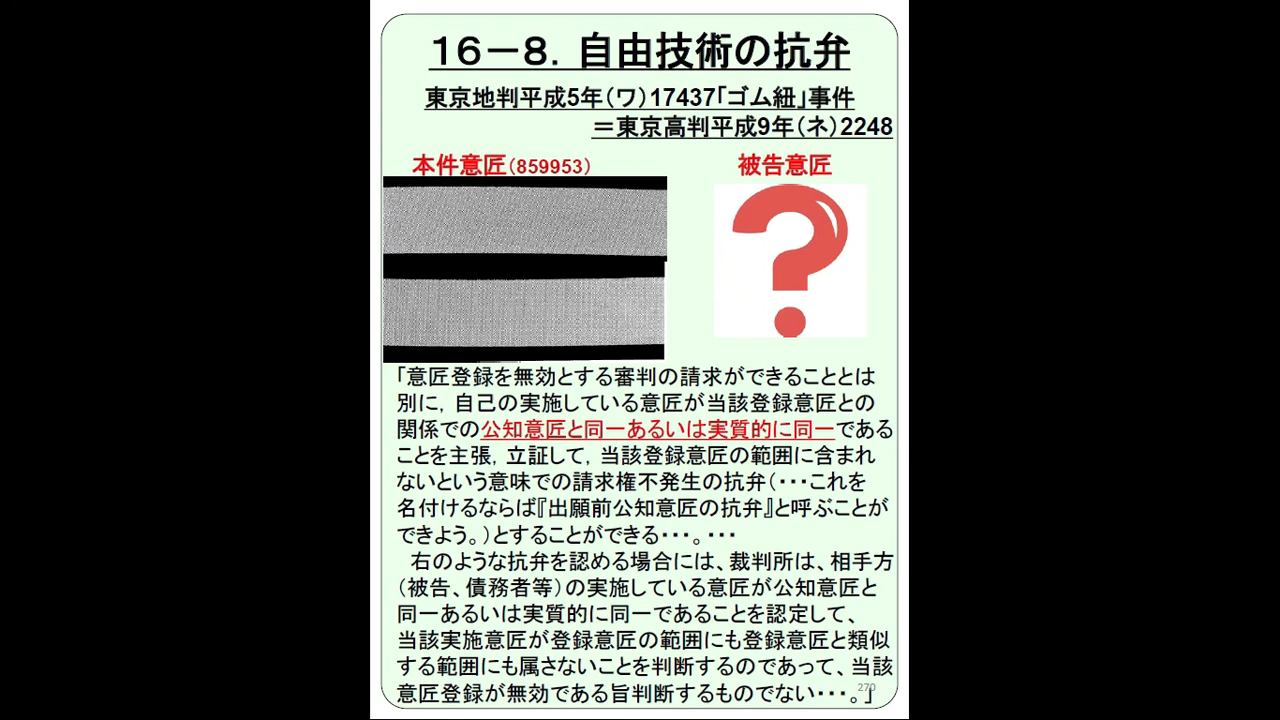 １６－８．自由技術の抗弁
東京地判平成5年（ワ）17437「ゴム紐」事件
＝東京高判平成9年（ネ）2248
本件意匠（859953）
被告意匠
「意匠登録を無効とする審判の請求ができることとは
別に，自己の実施している意匠が当該登録意匠との
関係での公知意匠と同一あるいは実質的に同一である
ことを主張，立証して，当該登録意匠の範囲に含まれ
ないという意味での請求権不発生の抗弁（・・・これを
名付けるならば『出願前公知意匠の抗弁』と呼ぶことが
できよう。）とすることができる・・・。・・・
　右のような抗弁を認める場合には、裁判所は、相手方
（被告、債務者等）の実施している意匠が公知意匠と
同一あるいは実質的に同一であることを認定して、
当該実施意匠が登録意匠の範囲にも登録意匠と類似
する範囲にも属さないことを判断するのであって、当該
意匠登録が無効である旨判断するものでない・・・。」
270